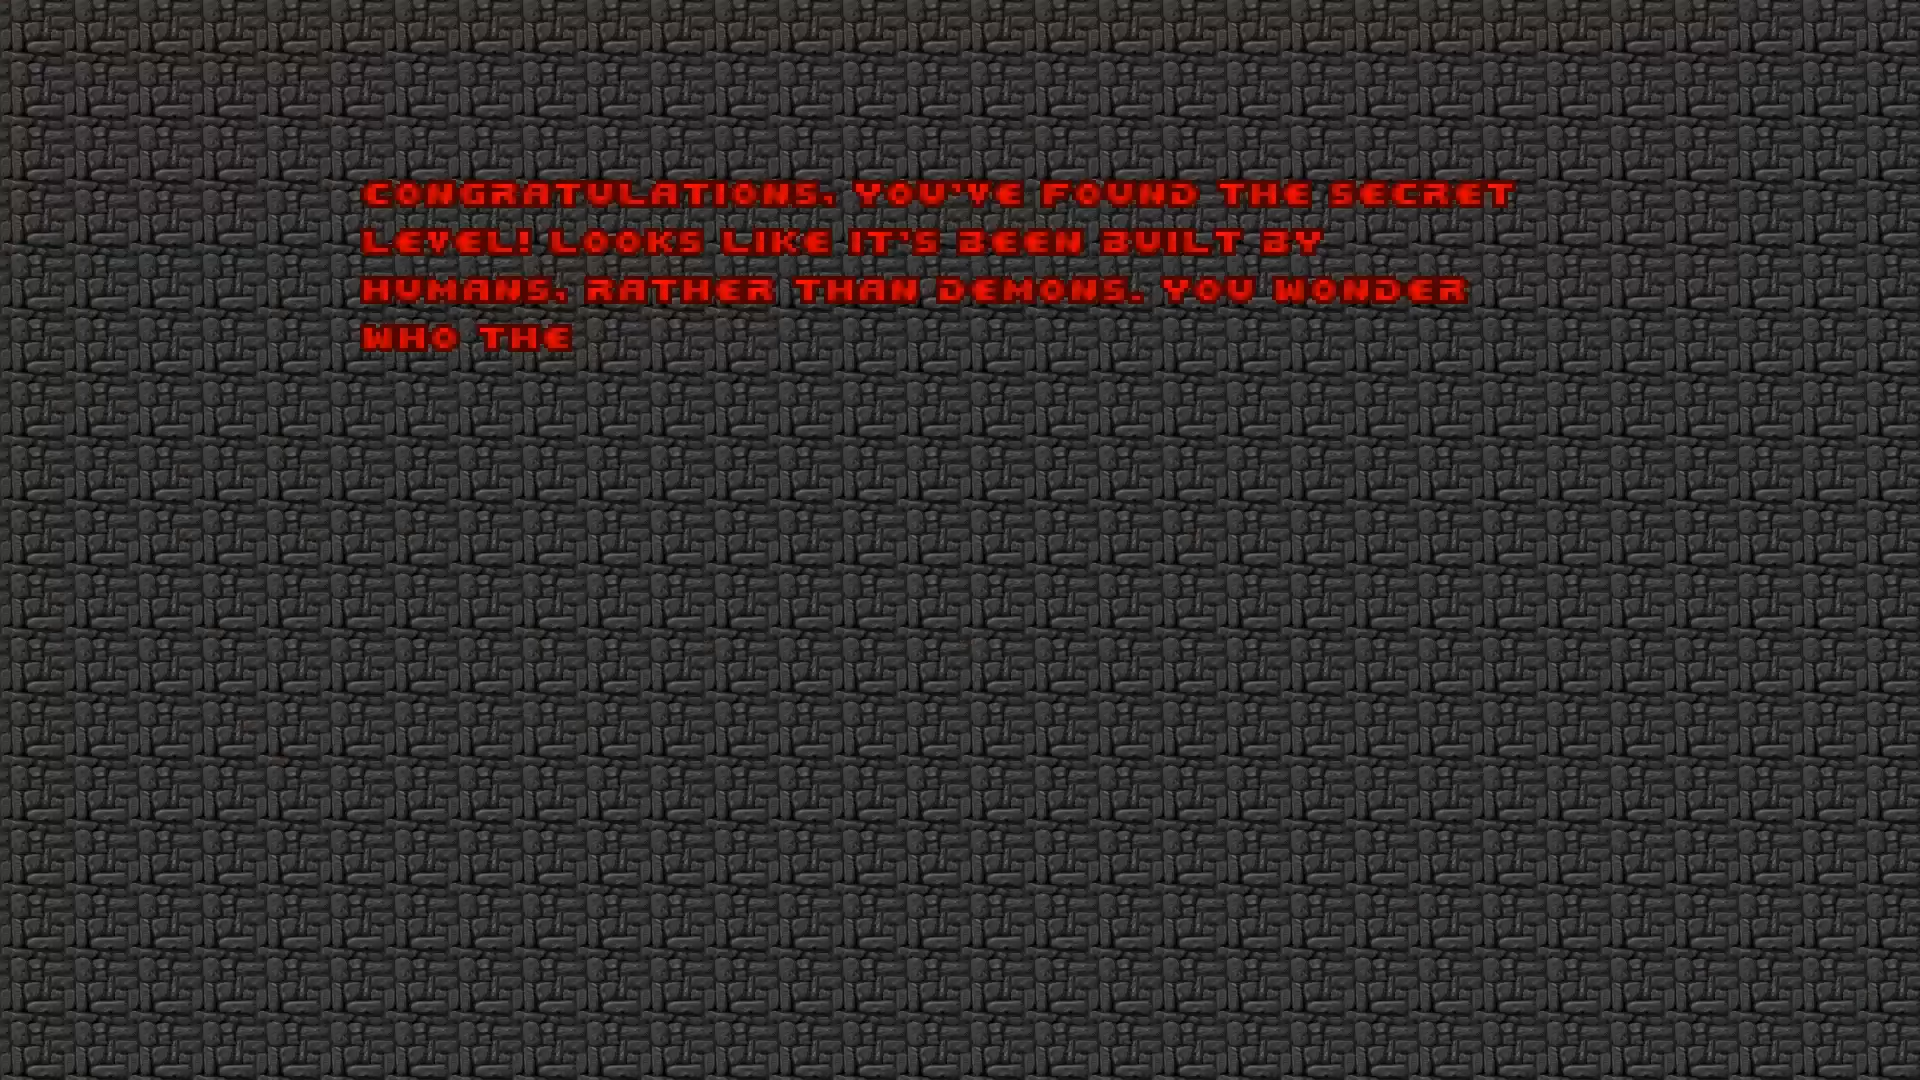 CONGRATULATIONS, YOU'VE FOUND THE SECRET
LEVEL! LOOKS LIKE IT'S BEEN BUILT BY
HUMANS, RATHER THAN DEMONS. YOU WONDER
WHO THE